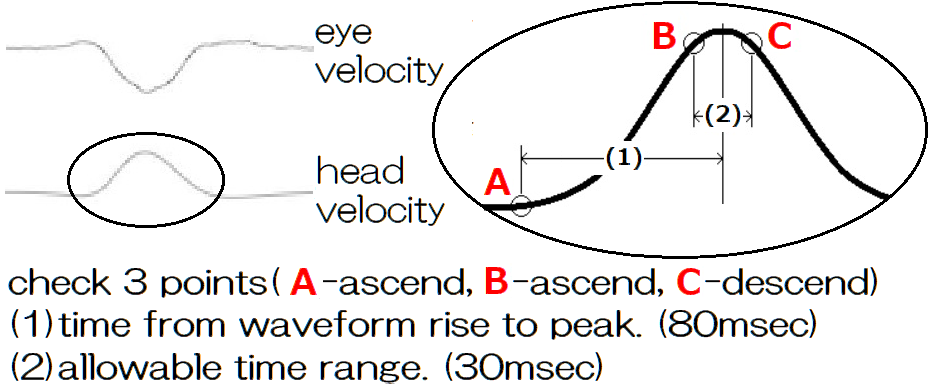 eye
velocity
head
velocity
B
C
(2)
(1)
A
check 3 points( A-ascend, B-ascend, C-descend)
(1)time from waveform rise to peak. (80msec)
(2)allowable time range. (30msec)